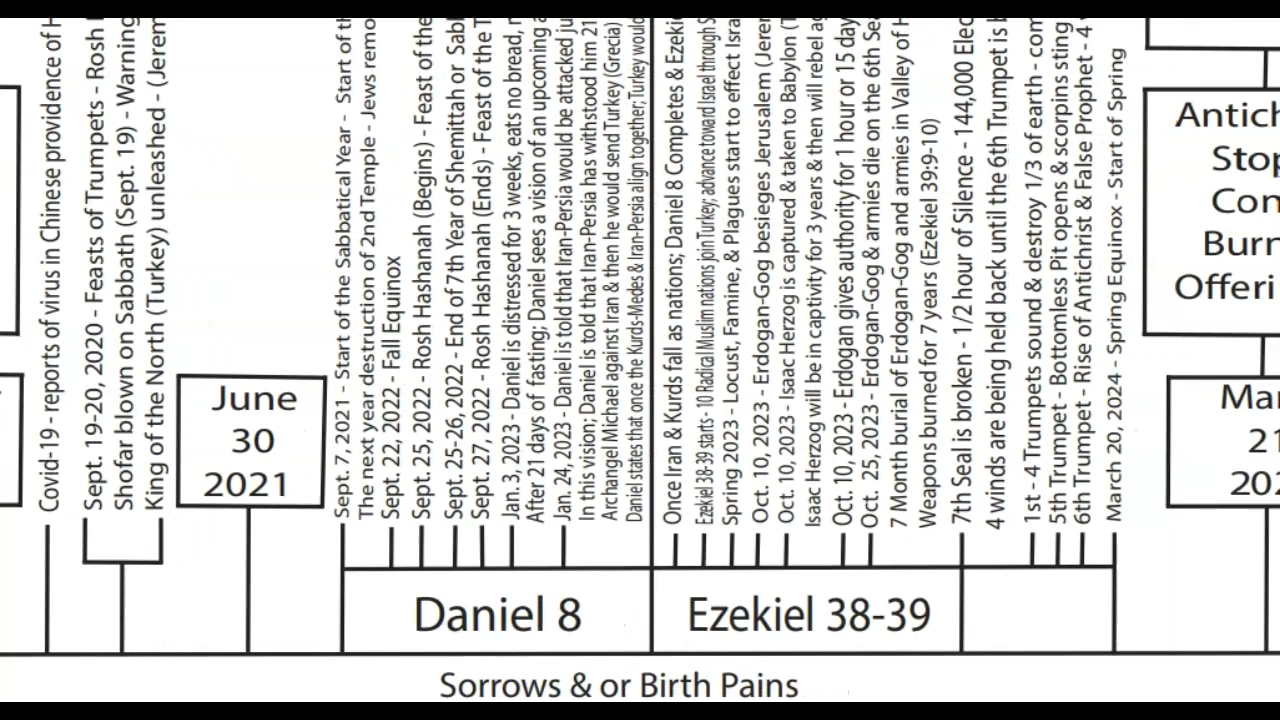 Covid-19 - reports of virus in Chinese providence of H
Sept. 19-20, 2020 - Feasts of Trumpets - Rosh
Shofar blown on Sabbath (Sept. 19) - Warning
King of the North (Turkey) unleashed - (Jerem
June
30
2021
Sept. 7, 2021 - Start of the Sabbatical Year - Start of th
The next year destruction of 2nd Temple - Jews remo
Sept. 22, 2022 - Fall Equinox
Sept. 25, 2022 - Rosh Hashanah (Begins) - Feast of the
Sept. 25-26, 2022 - End of 7th Year of Shemittah or Sab
Sept. 27, 2022 - Rosh Hashanah (Ends) - Feast of the T
Jan. 3, 2023 - Daniel is distressed for 3 weeks, eats no bread,
After 21 days of fasting; Daniel sees a vision of an upcoming
Jan. 24, 2023 - Daniel is told that Iran-Persia would be attacked ju
In this vision; Daniel is told that Iran-Persia has withstood him 21
Archangel Michael against Iran & then he would send Turkey (Grecia)
Daniel states that once the Kurds-Medes & Iran-Persia align together; Turkey would
Once Iran & Kurds fall as nations; Daniel 8 Completes & Ezekie
Ezekiel 38-39 starts - 10 Radical Muslim nations join Turkey; advance toward Israel through S
Spring 2023 - Locust, Famine, & Plagues start to effect Isra
Oct. 10, 2023 - Erdogan-Gog besieges Jerusalem (Jerem
Oct. 10, 2023 - Isaac Herzog is captured & taken to Babylon (T
Isaac Herzog will be in captivity for 3 years & then will rebel ag
Oct. 10, 2023 - Erdogan gives authority for 1 hour or 15 day
Oct. 25, 2023 - Erdogan-Gog & armies die on the 6th Sea
7 Month burial of Erdogan-Gog and armies in Valley of H
Weapons burned for 7 years (Ezekiel 39:9-10)
7th Seal is broken - 1/2 hour of Silence - 144,000 Elec
4 winds are being held back until the 6th Trumpet is
1st - 4 Trumpets sound & destroy 1/3 of earth - com
5th Trumpet - Bottomless Pit opens & scorpins sting
6th Trumpet - Rise of Antichrist & False Prophet - 4
March 20, 2024 - Spring Equinox - Start of Spring
Antich
Stop
Con
Burn
Offeri
Mar
21
202
Daniel 8
Ezekiel 38-39
Sorrows & or Birth Pains